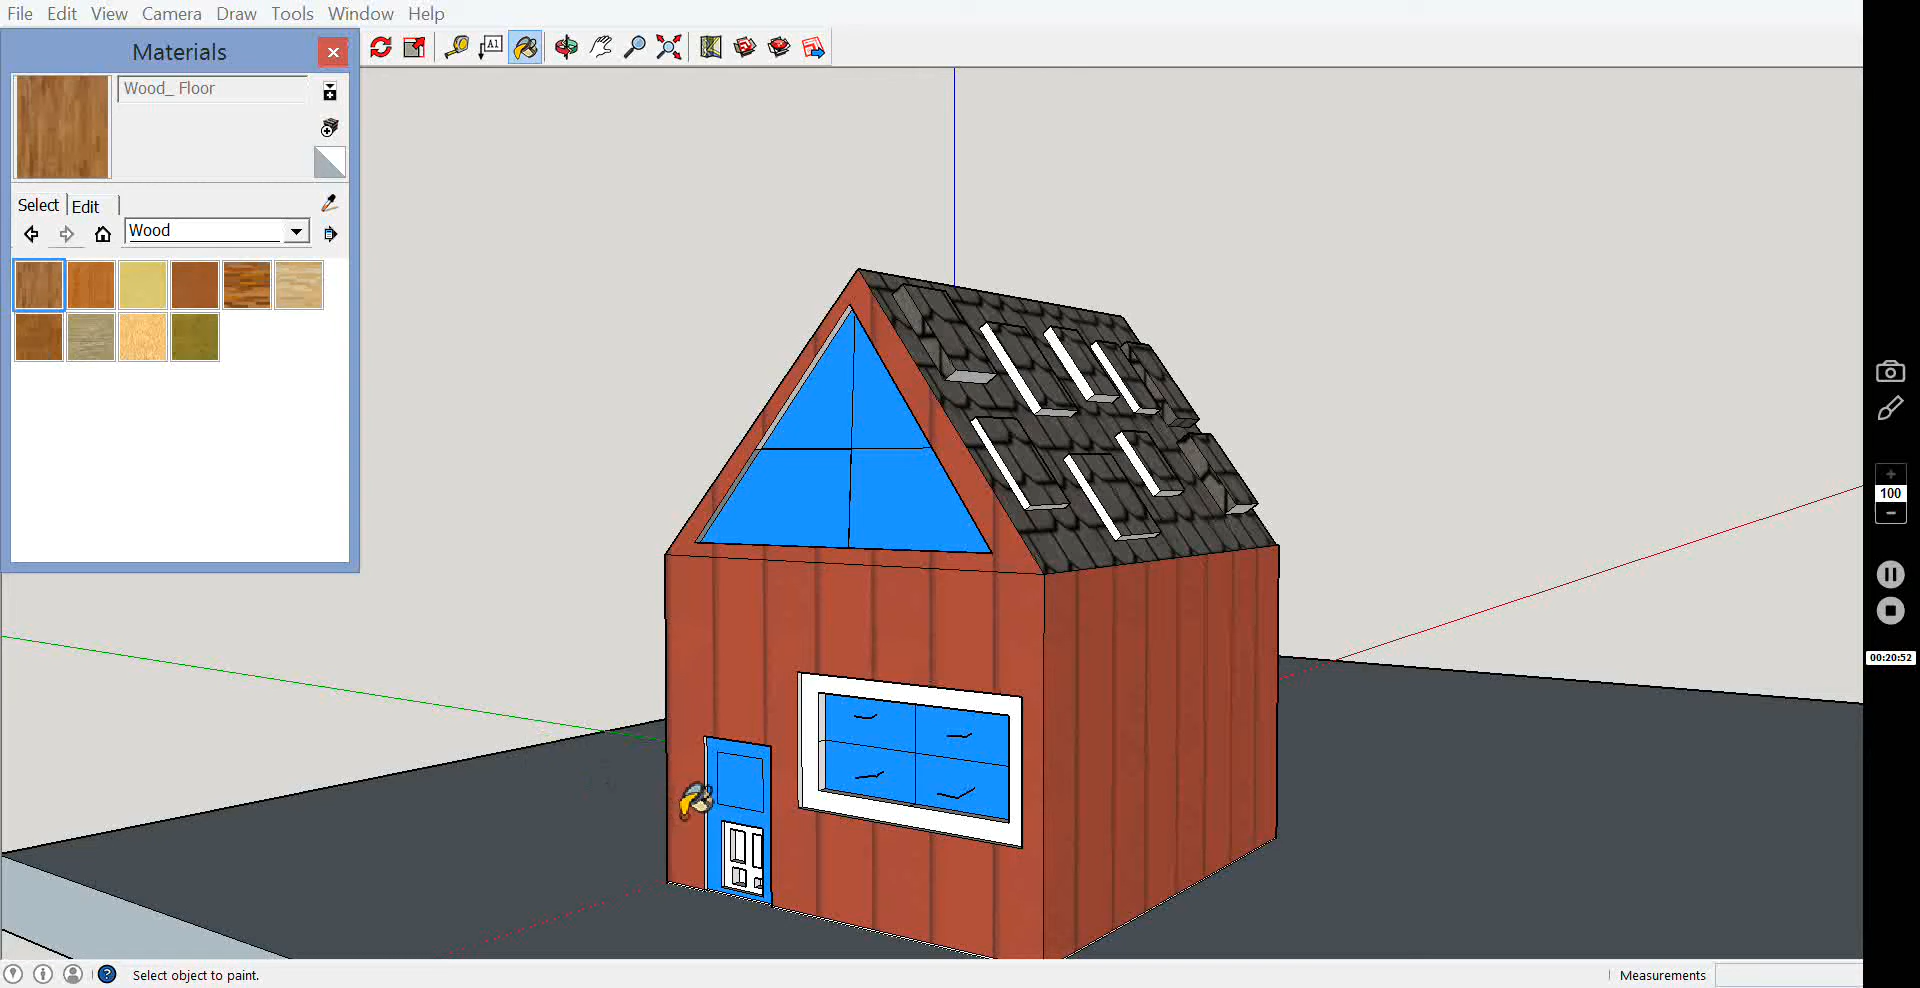 File Edit View Camera Draw Tools Window Help
Materials
Wood_ Floor
Select Edit
Wood
A1
100
00:20:52
Select object to paint.
Measurements